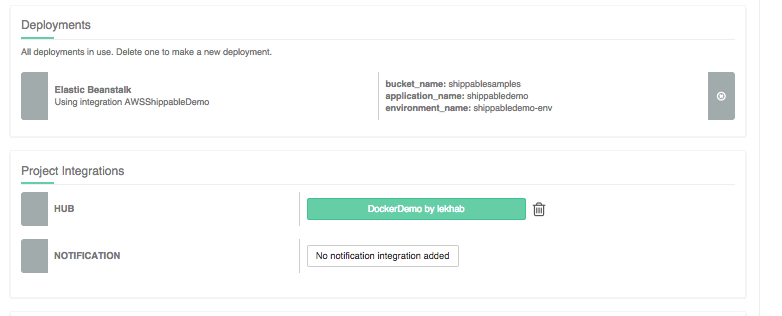 Deployments
All deployments in use. Delete one to make a new deployment.
Elastic Beanstalk
Using integration AWSShippableDemo
bucket_name: shippablesamples
application_name: shippabledemo
environment_name: shippabledemo-env
Project Integrations
HUB
DockerDemo by lekhab
NOTIFICATION
No notification integration added